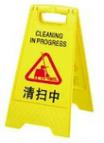 CLEANING
IN PROGRESS
清扫中